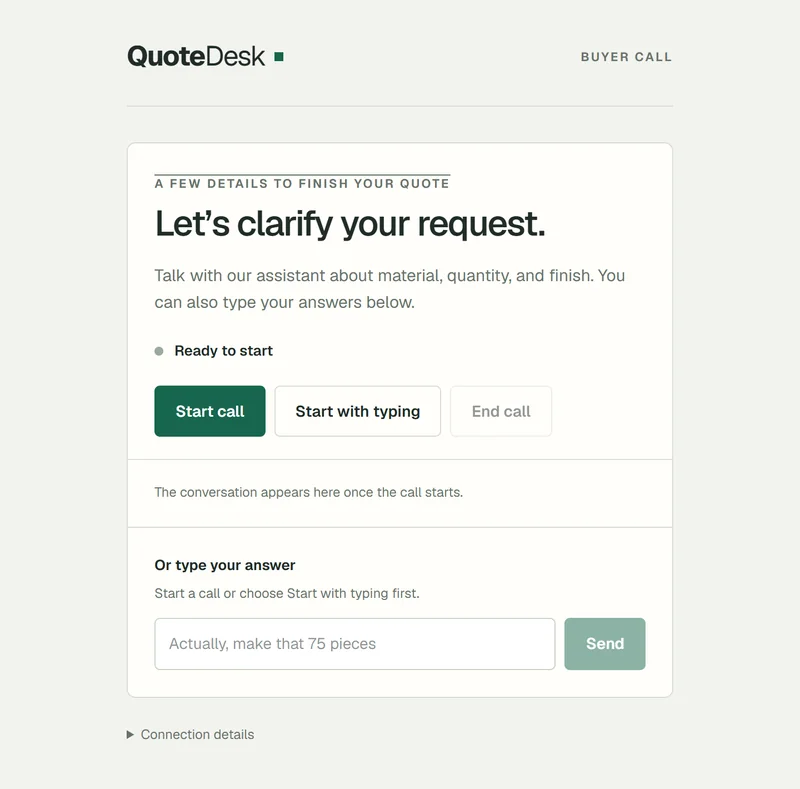 QuoteDesk
BUYER CALL
A FEW DETAILS TO FINISH YOUR QUOTE
Let’s clarify your request.
Talk with our assistant about material, quantity, and finish. You
can also type your answers below.
Ready to start
Start call
Start with typing
End call
The conversation appears here once the call starts.
Or type your answer
Start a call or choose Start with typing first.
Actually, make that 75 pieces
Send
Connection details